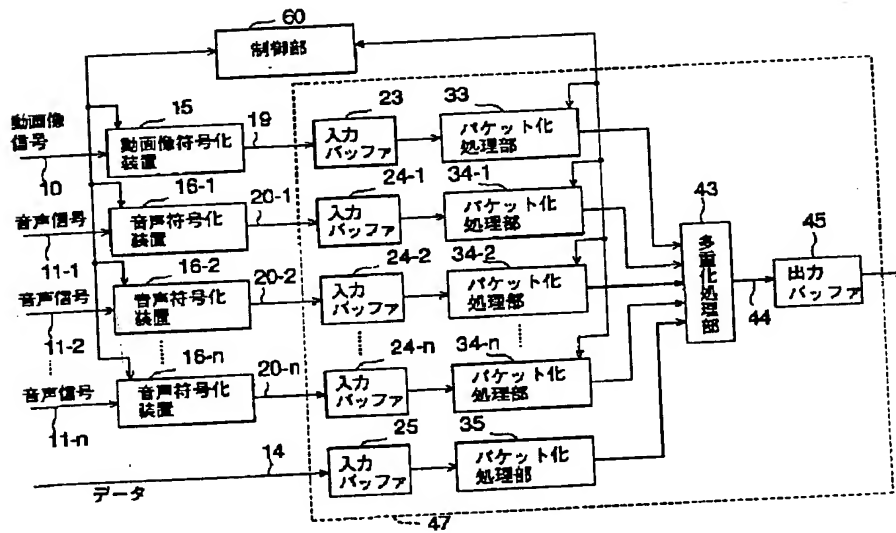 60
制御部
動画像
信号
10
15
動画像符号化
装置
19
23
入力
バッファ
33
パケット化
処理部
音声信号
11-1
16-1
音声符号化
装置
20-1
24-1
入力
バッファ
34-1
パケット化
処理部
43
多重化処理部
44
45
出力
バッファ
音声信号
11-2
16-2
音声符号化
装置
20-2
24-2
入力
バッファ
34-2
パケット化
処理部
音声信号
11-n
16-n
音声符号化
装置
20-n
24-n
入力
バッファ
34-n
パケット化
処理部
データ
14
25
入力
バッファ
35
パケット化
処理部
47